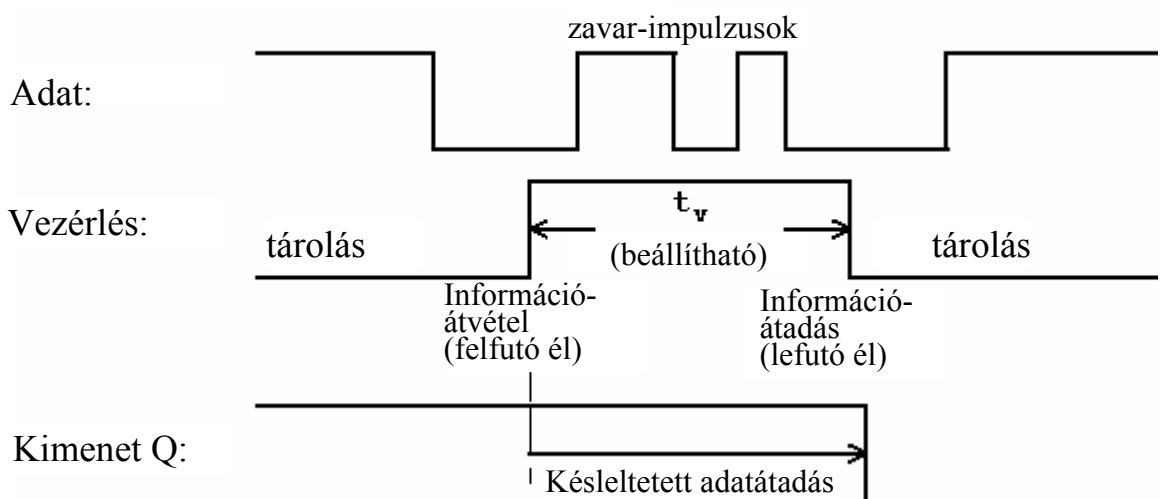 zavar-impulzusok
Adat:
Vezérlés:
t_v
tárolás
(beállítható)
tárolás
Információ-
átvétel
(felfutó él)
Információ-
átadás
(lefutó él)
Kimenet Q:
Késleltetett adatátadás